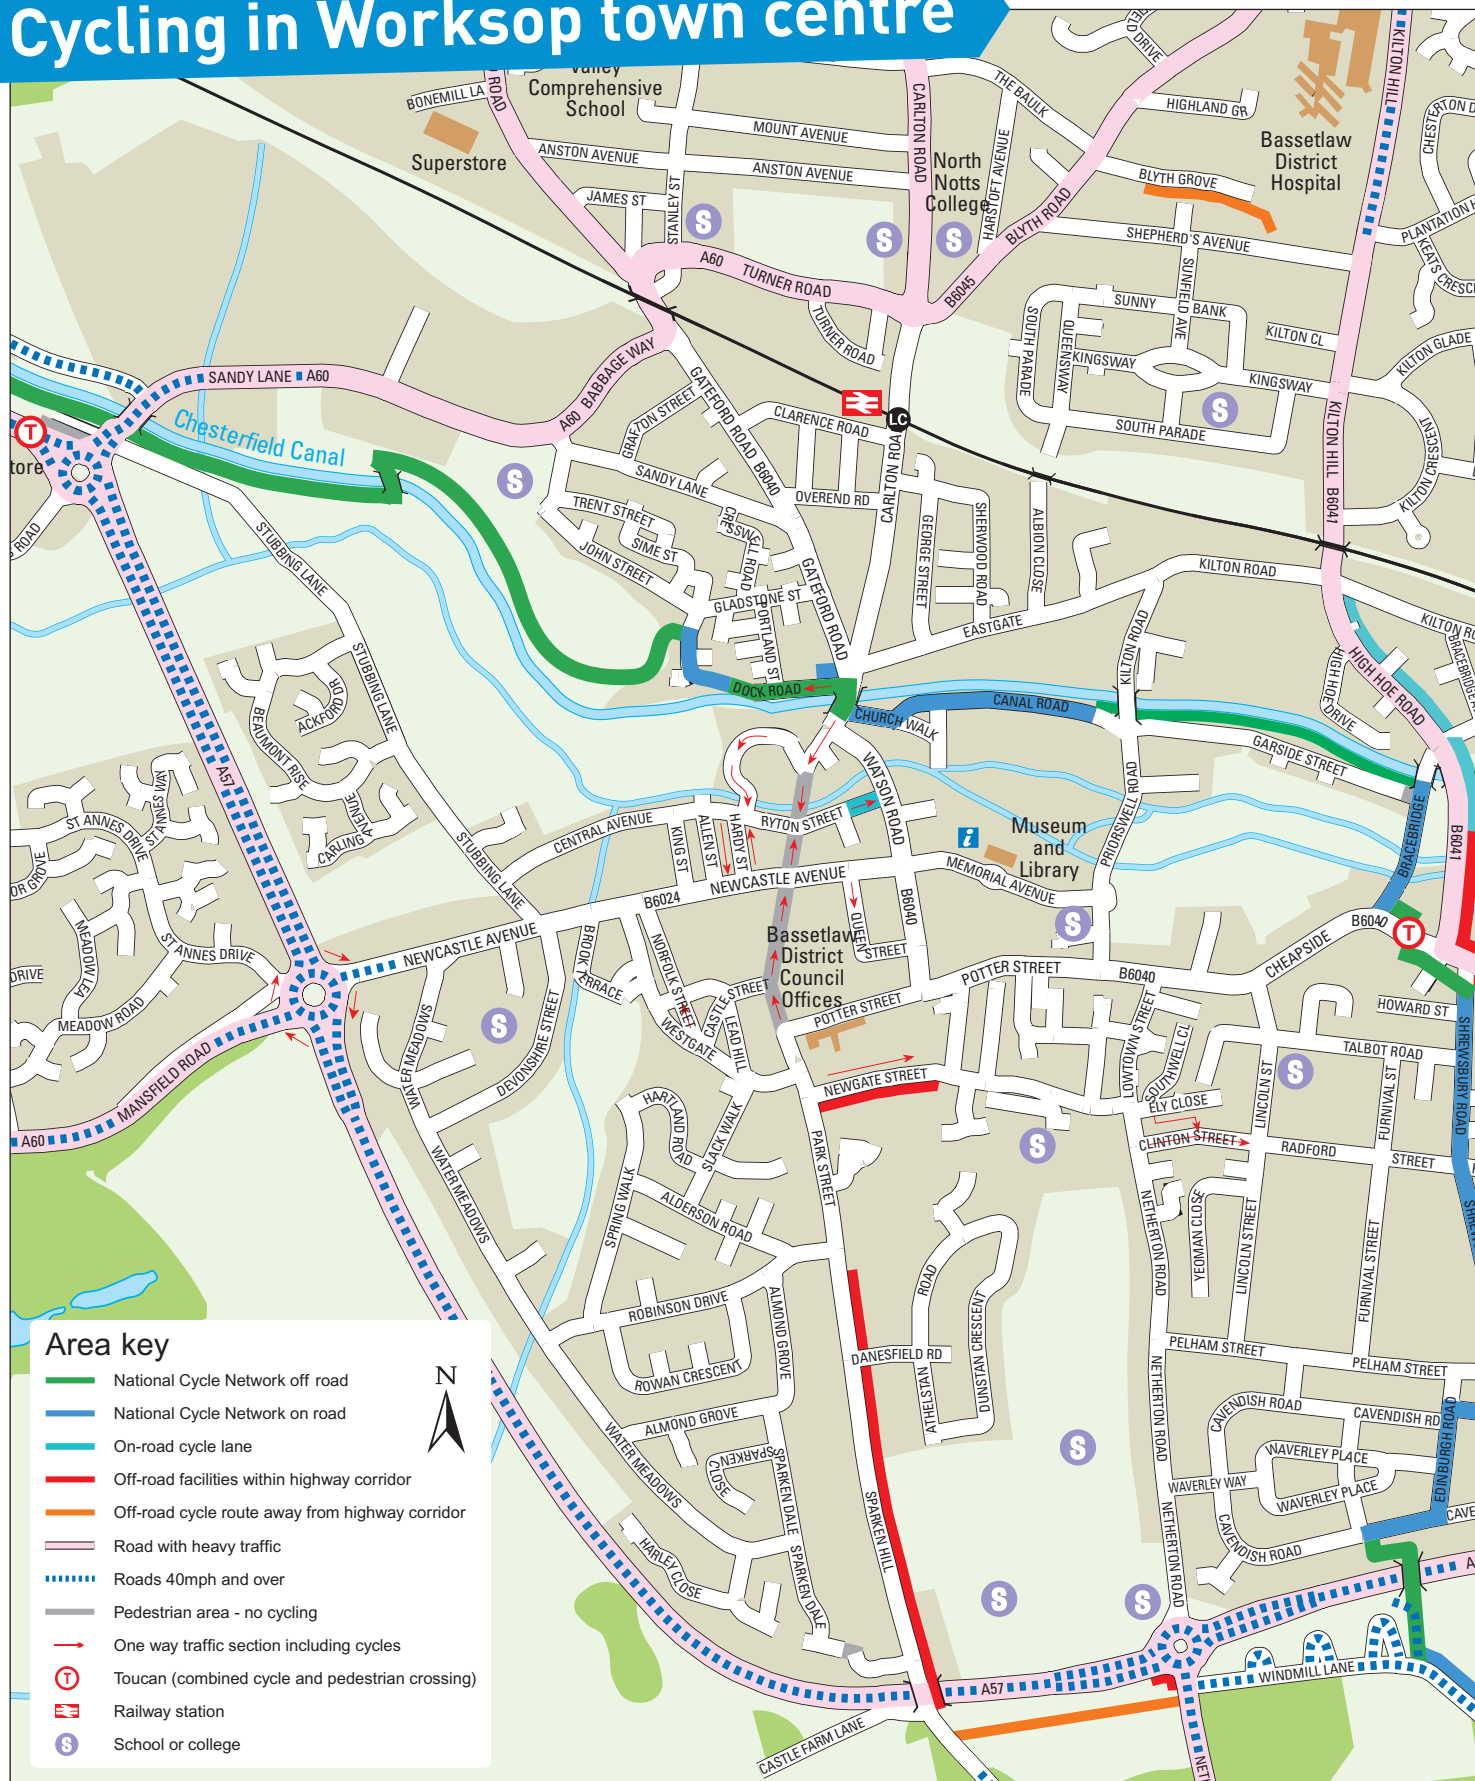 Cycling in Worksop town centre
Valley
Comprehensive
School
BONEMILL LA
ROAD
Superstore
ANSTON AVENUE
MOUNT AVENUE
ANSTON AVENUE
JAMES ST
STANLEY ST
S
CARLTON ROAD
North
Notts
College
S
S
THE BAULK
HARSTOFT AVENUE
BLYTH ROAD
B6045
DRIVE
HIGHLAND GR
BLYTH GROVE
SHEPHERD'S AVENUE
Bassetlaw
District
Hospital
KILTON HILL
PLANTATION H
A60
TURNER ROAD
TURNER ROAD
SUNNY
BANK
SUNFIELD AVE
SOUTH PARADE
QUEENSWAY
KINGSWAY
KINGSWAY
KILTON CL
KILTON GLADE
S
SOUTH PARADE
KILTON HILL
B6041
KILTON CRESCENT
SANDY LANE
A60
A60 BABBAGE WAY
Chesterfield Canal
T
tore
ROAD
GRAFTON STREET
GATEFORD ROAD
B6040
CLARENCE ROAD
LC
CARLTON ROA
SANDY LANE
OVEREND RD
S
TRENT STREET
SIME ST
JOHN STREET
CRESSWELL ROAD
GLADSTONE ST
PORTLAND ST
GATEFORD ROAD
GEORGE STREET
SHERWOOD ROAD
ALBION CLOSE
EASTGATE
KILTON ROAD
KILTON ROAD
KILTON RO
STUBBING LANE
STUBBING LANE
ACKFORD DR
BEAUMONT RISE
CARLING
AVENUE
DOCK ROAD
CHURCH WALK
CANAL ROAD
HIGH HOE
DRIVE
HIGH HOE ROAD
GARSIDE STREET
A57
ST ANNES DRIVE
ST ANNES WAY
OR GROVE
MEADOW LEA
ST ANNES DRIVE
DRIVE
MEADOW ROAD
STUBBING LANE
CENTRAL AVENUE
KING ST
ALLEN ST
HARDY ST
RYTON STREET
WATSON ROAD
i
Museum
and
Library
PRIORSWELL ROAD
MEMORIAL AVENUE
BRACEBRIDGE
B6041
NEWCASTLE AVENUE
B6024
NEWCASTLE AVENUE
B6040
QUEEN
STREET
S
B6040
T
CHEAPSIDE
Bassetlaw
District
Council
Offices
BROOK TERRACE
NORFOLK STREET
CASTLE STREET
LEAD HILL
WESTGATE
POTTER STREET
POTTER STREET
B6040
HOWARD ST
TALBOT ROAD
S
S
MANSFIELD ROAD
A60
WATER MEADOWS
DEVONSHIRE STREET
NEWGATE STREET
LOWTOWN STREET
SOUTHWELL CL
ELY CLOSE
CLINTON STREET
LINCOLN ST
FURNIVAL ST
SHREWSBURY ROAD
RADFORD
STREET
S
HARTLAND
ROAD
SLACK WALK
PARK STREET
WATER MEADOWS
SPRING WALK
ALDERSON ROAD
NETHERTON ROAD
YEOMAN CLOSE
LINCOLN STREET
FURNIVAL STREET
ROBINSON DRIVE
ROWAN CRESCENT
ALMOND GROVE
ALMOND GROVE
ROAD
DANESFIELD RD
ATHELSTAN
DUNSTAN CRESCENT
PELHAM STREET
PELHAM STREET
CAVENDISH ROAD
CAVENDISH RD
WAVERLEY PLACE
WAVERLEY WAY
WAVERLEY PLACE
EDINBURGH ROAD
CAVE
CAVENDISH ROAD
NETHERTON ROAD
NETHERTON ROAD
S
WATER MEADOWS
SPARKEN
CLOSE
SPARKEN DALE
SPARKEN DALE
SPARKEN HILL
HARLEY CLOSE
S
S
A57
WINDMILL LANE
CASTLE FARM LANE
Area key
N
National Cycle Network off road
National Cycle Network on road
On-road cycle lane
Off-road facilities within highway corridor
Off-road cycle route away from highway corridor
Road with heavy traffic
Roads 40mph and over
Pedestrian area - no cycling
One way traffic section including cycles
T
Toucan (combined cycle and pedestrian crossing)
Railway station
S
School or college